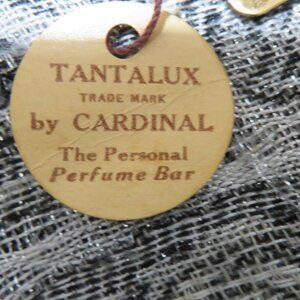 TANTALUX
TRADE MARK
by CARDINAL
The Personal
Perfume Bar